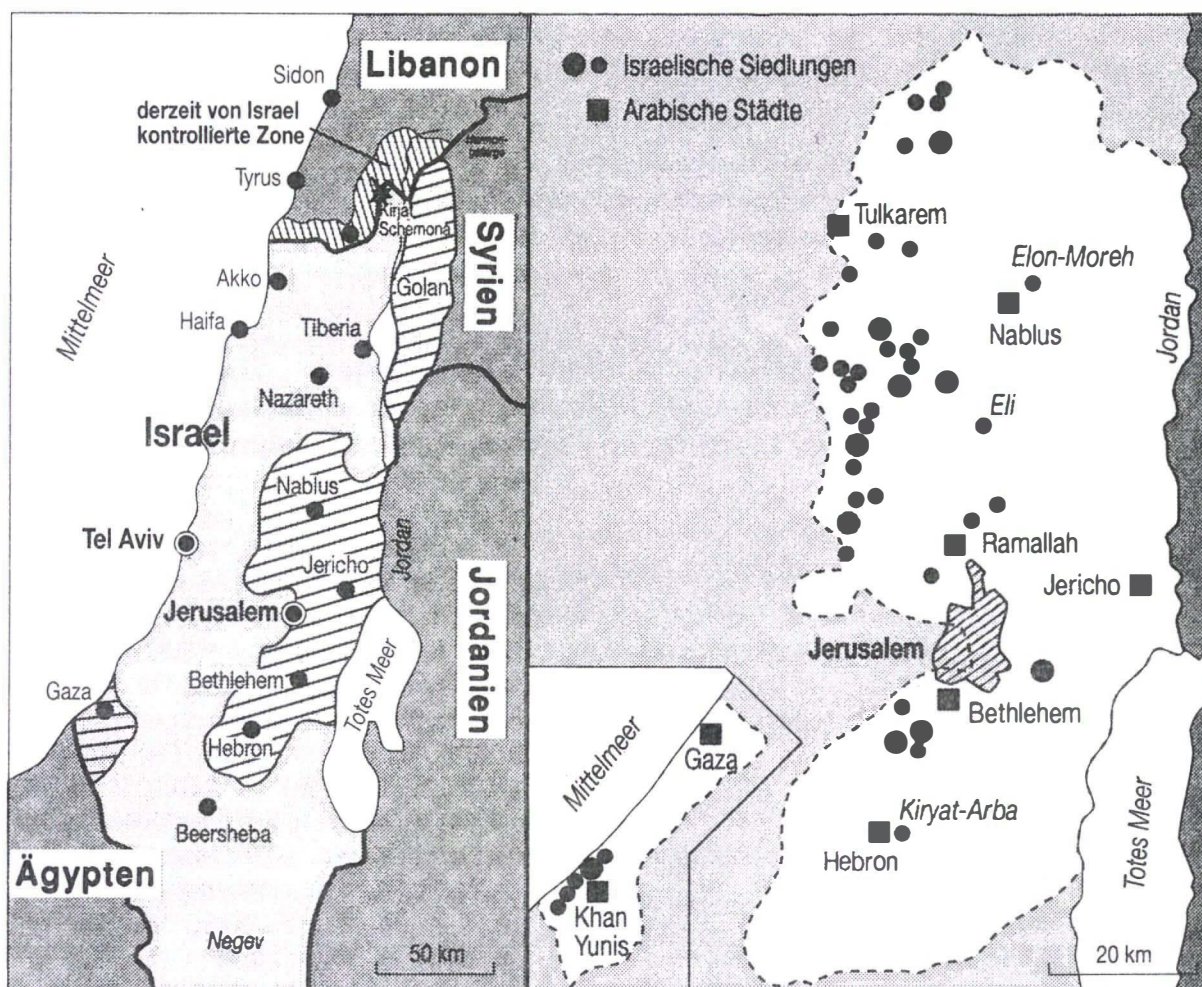 Libanon
Sidon
derzeit von Israel
kontrollierte Zone
Tyrus
Kirjat
Schemona
Syrien
Golan
Mittelmeer
Akko
Haifa
Tiberia
Nazareth
Israel
Nablus
Tel Aviv
Jordan
Jericho
Jerusalem
Jordanien
Bethlehem
Totes Meer
Gaza
Hebron
Beersheba
Ägypten
Negev
50 km
Israelische Siedlungen
Arabische Städte
Tulkarem
Elon-Moreh
Nablus
Jordan
Eli
Ramallah
Jericho
Jerusalem
Bethlehem
Kiryat-Arba
Hebron
Totes Meer
20 km
Mittelmeer
Gaza
Khan
Yunis